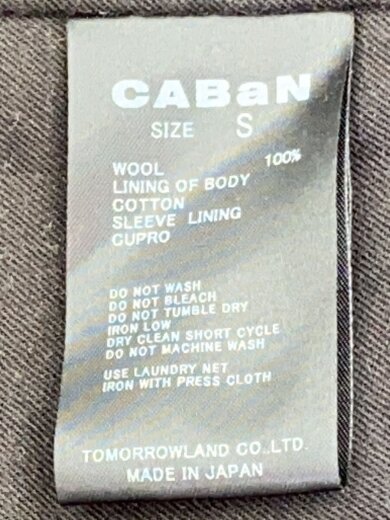 CABaN
SIZE S
WOOL 100%
LINING OF BODY
COTTON
SLEEVE LINING
CUPRO
DO NOT WASH
DO NOT BLEACH
DO NOT TUMBLE DRY
IRON LOW
DRY CLEAN SHORT CYCLE
DO NOT MACHINE WASH
USE LAUNDRY NET
IRON WITH PRESS CLOTH
TOMORROWLAND CO.,LTD.
MADE IN JAPAN